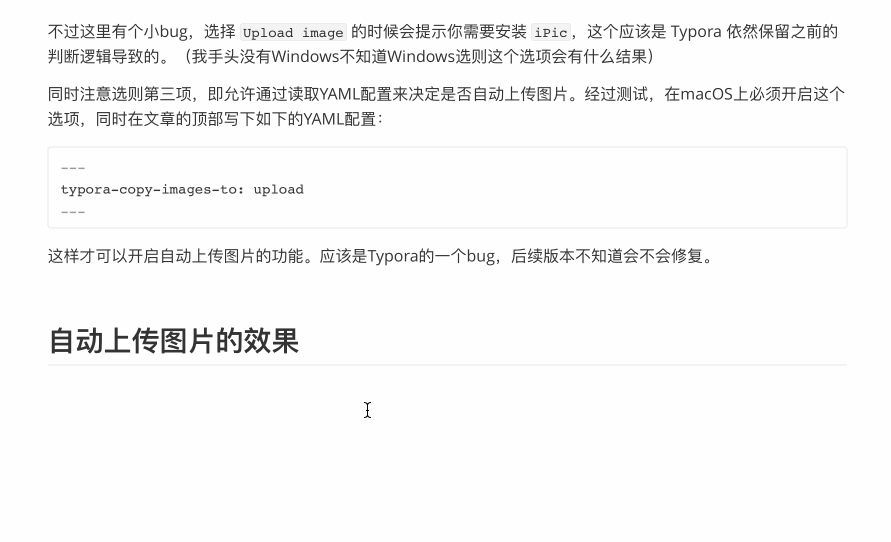 不过这里有个小bug，选择 Upload image 的时候会提示你需要安装 iPic，这个应该是 Typora 依然保留之前的
判断逻辑导致的。（我手头没有Windows不知道Windows选则这个选项会有什么结果）
同时注意选则第三项，即允许通过读取YAML配置来决定是否自动上传图片。经过测试，在macOS上必须开启这个
选项，同时在文章的顶部写下如下的YAML配置：
---
typora-copy-images-to: upload
---
这样才可以开启自动上传图片的功能。应该是Typora的一个bug，后续版本不知道会不会修复。
自动上传图片的效果